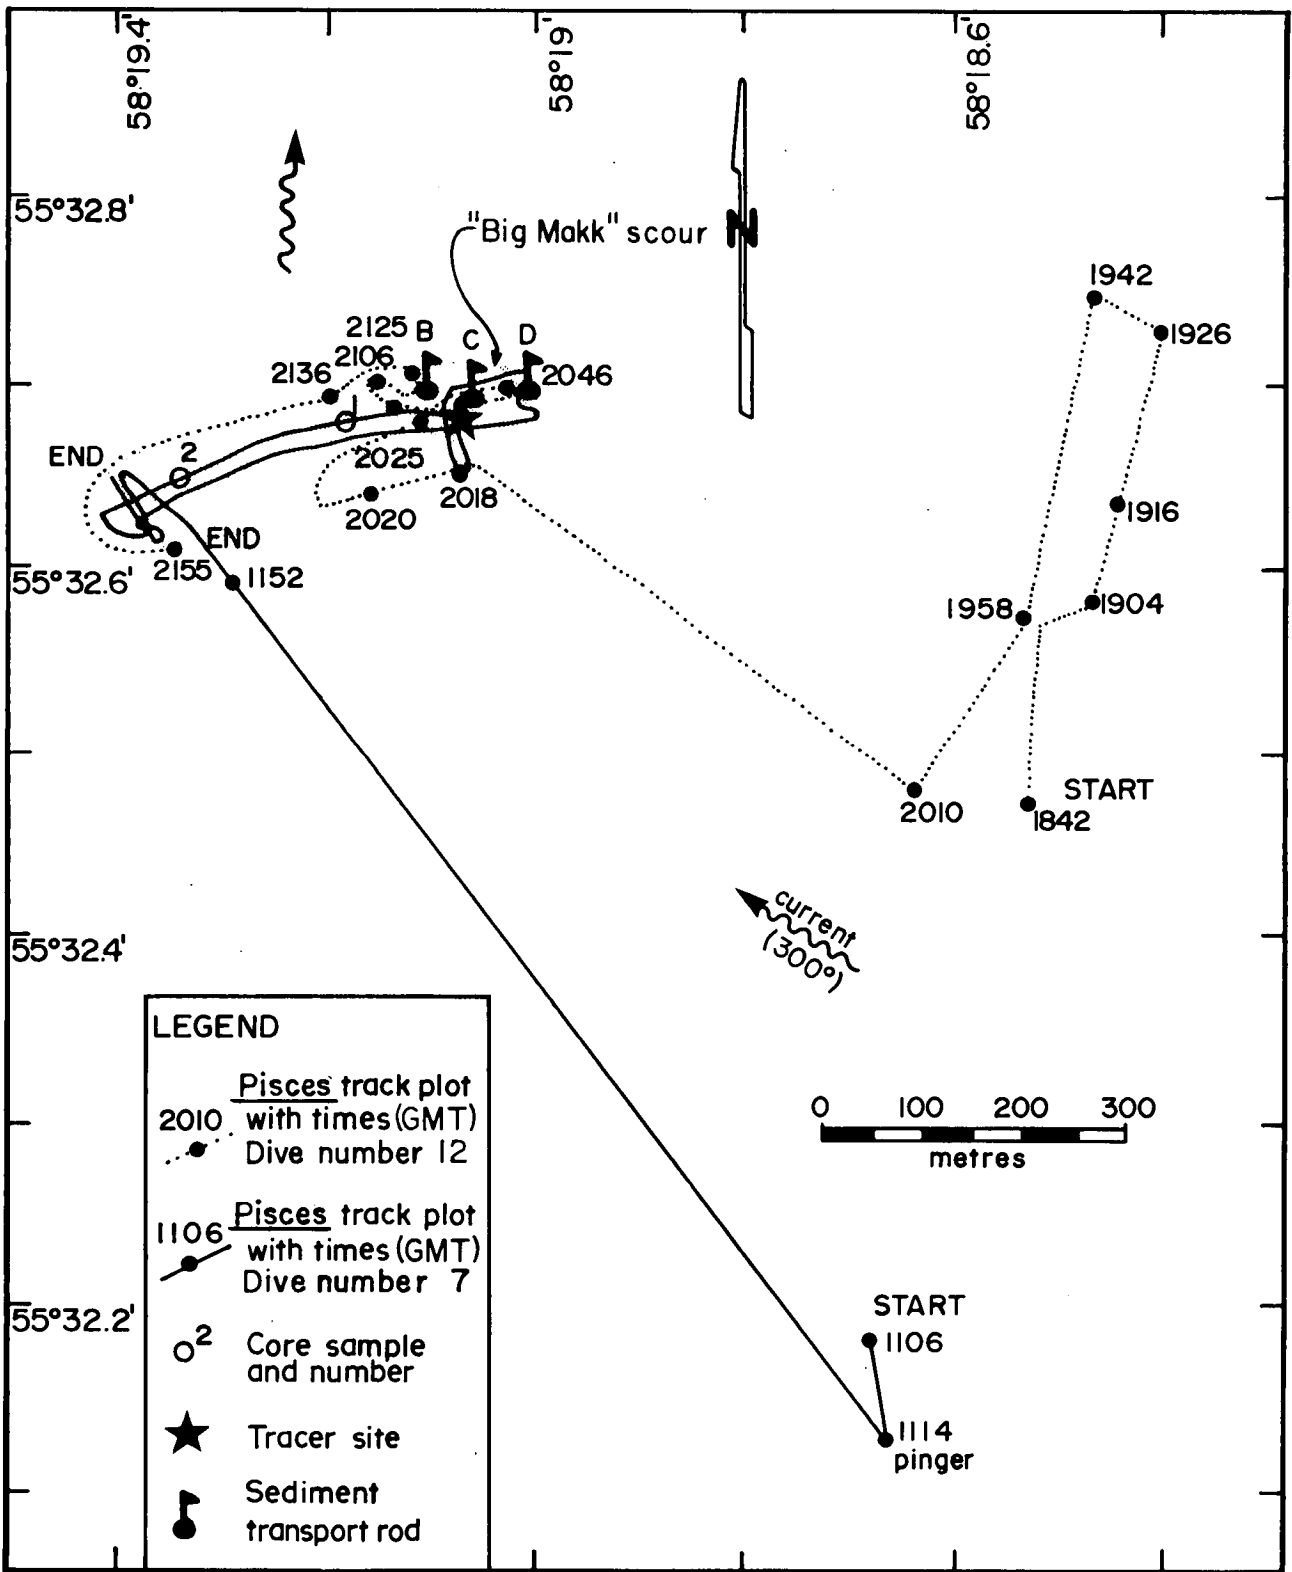 58°19.4
58°19'
58°18.6'
55°32.8'
"Big Makk" scour
N
1942
1926
2125 B C D
2106
2136
2046
1
2
END
2025
2018
2020
1916
END
2155
1152
55°32.6'
1958
1904
2010
START
1842
current
(300°)
55°32.4'
LEGEND
Pisces track plot
2010 with times (GMT)
Dive number 12
1106 Pisces track plot
with times (GMT)
Dive number 7
2 Core sample
and number
Tracer site
Sediment
transport rod
0 100 200 300
metres
START
1106
55°32.2'
1114
pinger